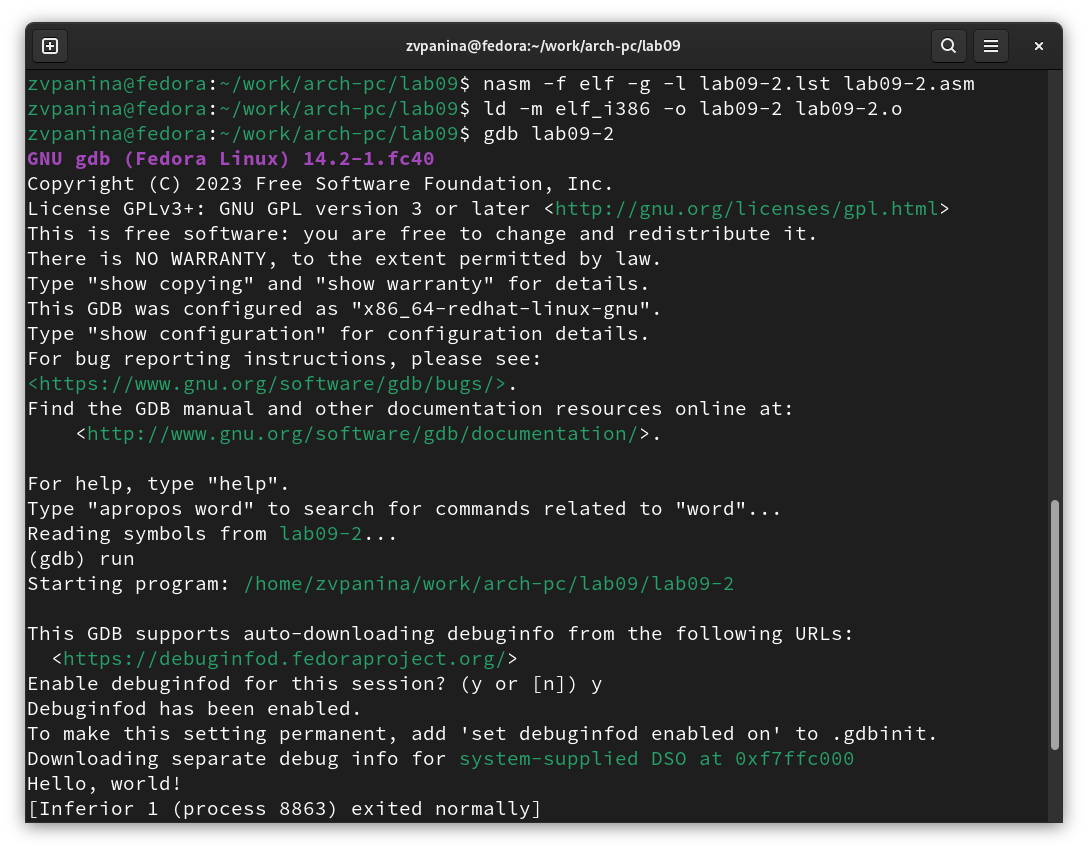 zvpanina@fedora:~/work/arch-pc/lab09
zvpanina@fedora:~/work/arch-pc/lab09$ nasm -f elf -g -l lab09-2.lst lab09-2.asm
zvpanina@fedora:~/work/arch-pc/lab09$ ld -m elf_i386 -o lab09-2 lab09-2.o
zvpanina@fedora:~/work/arch-pc/lab09$ gdb lab09-2
GNU gdb (Fedora Linux) 14.2-1.fc40
Copyright (C) 2023 Free Software Foundation, Inc.
License GPLv3+: GNU GPL version 3 or later <http://gnu.org/licenses/gpl.html>
This is free software: you are free to change and redistribute it.
There is NO WARRANTY, to the extent permitted by law.
Type "show copying" and "show warranty" for details.
This GDB was configured as "x86_64-redhat-linux-gnu".
Type "show configuration" for configuration details.
For bug reporting instructions, please see:
<https://www.gnu.org/software/gdb/bugs/>.
Find the GDB manual and other documentation resources online at:
    <http://www.gnu.org/software/gdb/documentation/>.

For help, type "help".
Type "apropos word" to search for commands related to "word"...
Reading symbols from lab09-2...
(gdb) run
Starting program: /home/zvpanina/work/arch-pc/lab09/lab09-2

This GDB supports auto-downloading debuginfo from the following URLs:
  <https://debuginfod.fedoraproject.org/>
Enable debuginfod for this session? (y or [n]) y
Debuginfod has been enabled.
To make this setting permanent, add 'set debuginfod enabled on' to .gdbinit.
Downloading separate debug info for system-supplied DSO at 0xf7ffc000
Hello, world!
[Inferior 1 (process 8863) exited normally]